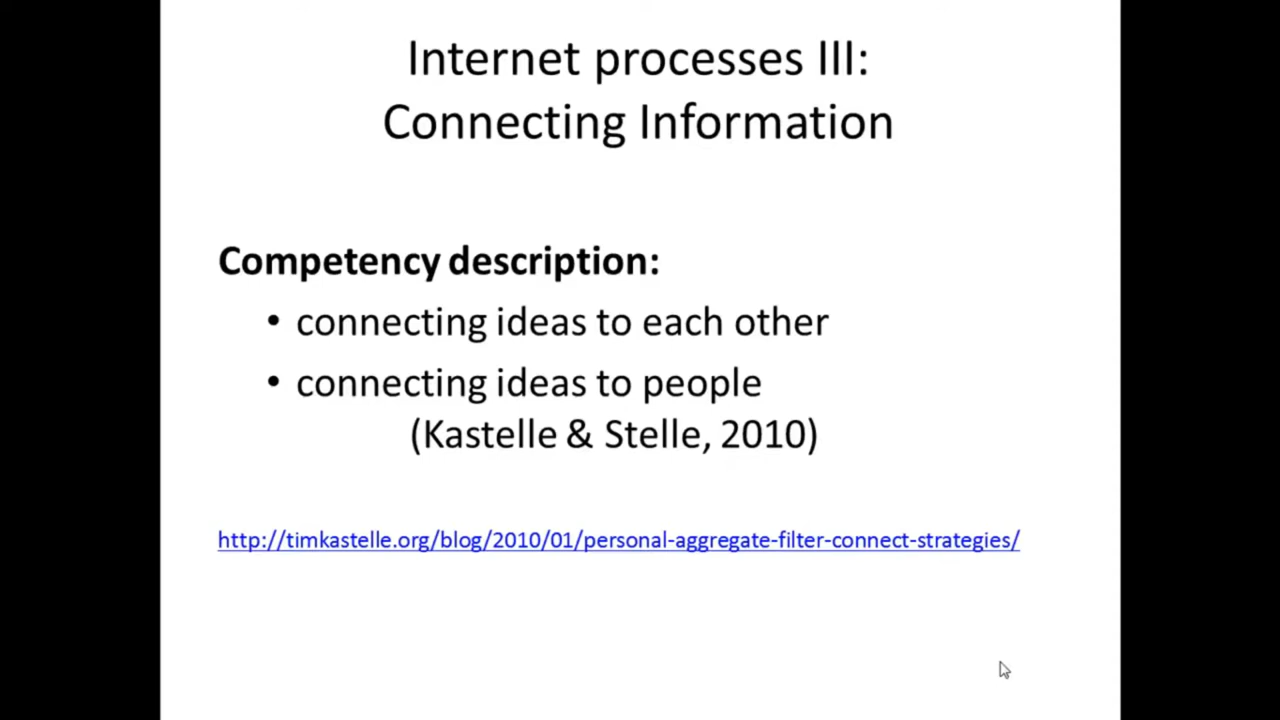 Internet processes III:
Connecting Information
Competency description:
• connecting ideas to each other
• connecting ideas to people
(Kastelle & Stelle, 2010)
http://timkastelle.org/blog/2010/01/personal-aggregate-filter-connect-strategies/